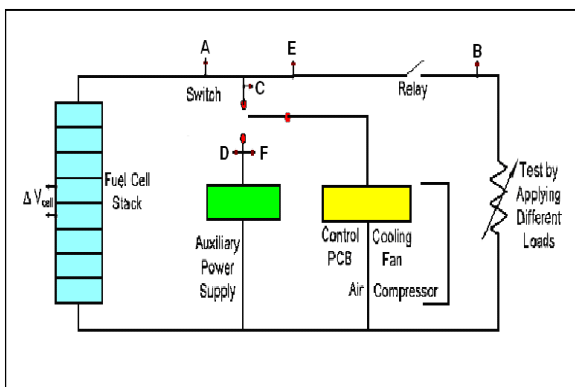 A
E
B
Switch
C
Relay
D
F
Δ Vcell
Fuel Cell
Stack
Test by
Applying
Different
Loads
Auxiliary
Power
Supply
Control
PCB
Cooling
Fan
Air Compressor